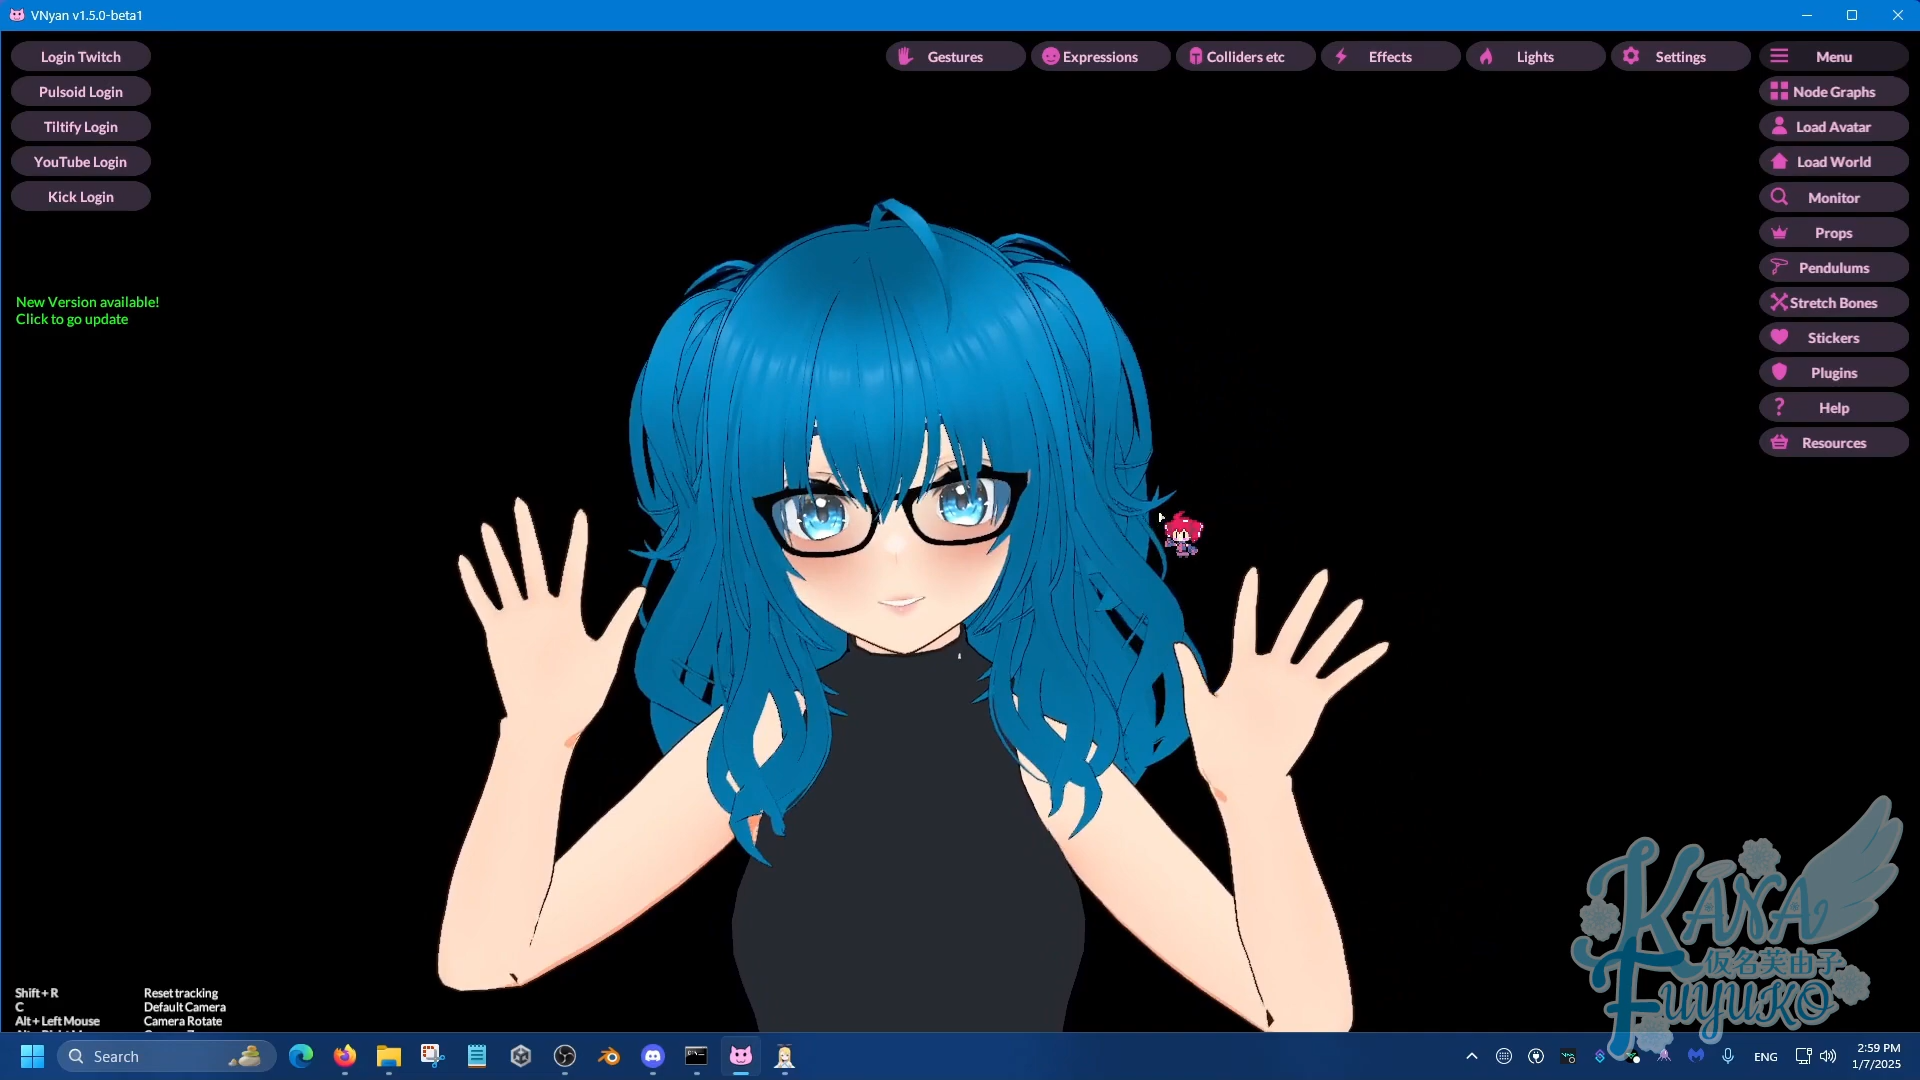 VNyan v1.5.0-beta1
Login Twitch
Pulsoid Login
Tiltify Login
YouTube Login
Kick Login
Gestures
Expressions
Colliders etc
Effects
Lights
Settings
Menu
Node Graphs
Load Avatar
Load World
Monitor
Props
Pendulums
Stretch Bones
Stickers
Plugins
Help
Resources
New Version available!
Click to go update
Shift + R Reset tracking
C Default Camera
Alt + Left Mouse Camera Rotate
KANA
仮名芙由子
FUYUKO
Search
ENG
2:59 PM
1/7/2025